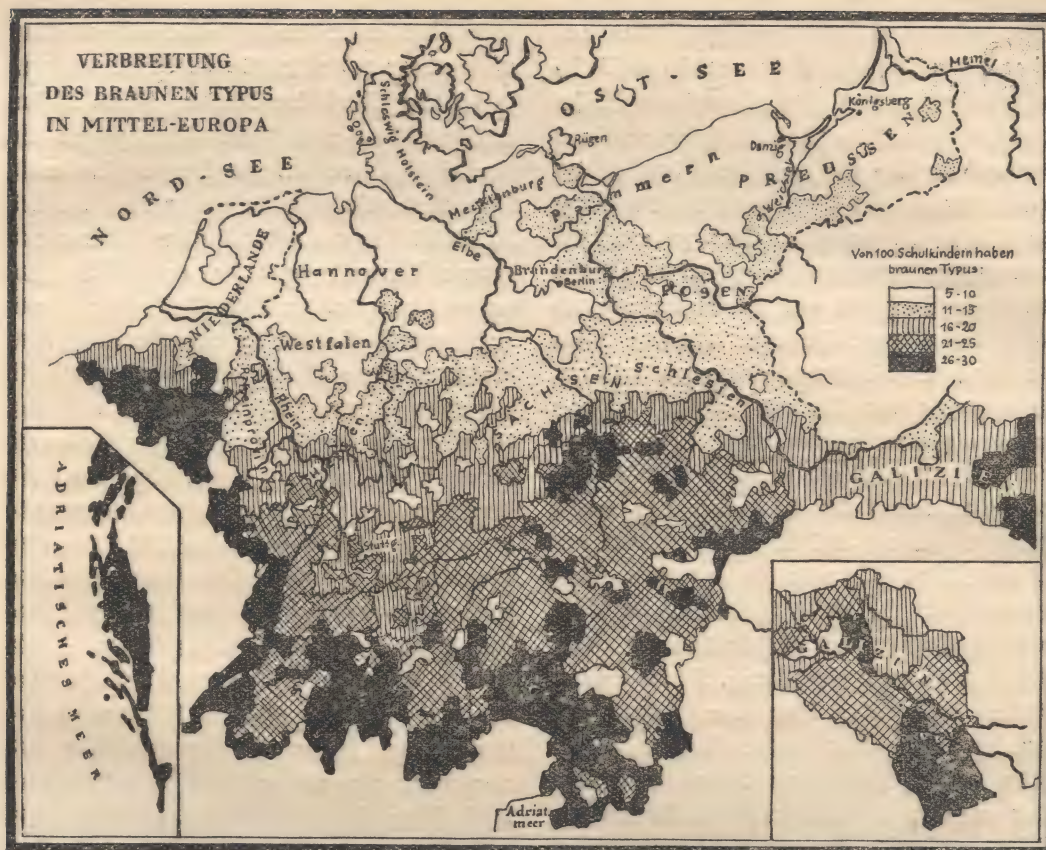 VERBREITUNG
DES BRAUNEN TYPUS
IN MITTEL-EUROPA
NORD-SEE
OST-SEE
Memel
Königsberg
Schleswig
Holstein
Rügen
Danzig
PREUSSEN
Weichsel
Pommern
Mecklenburg
Elbe
NIEDERLANDE
Hannover
Brandenburg
Berlin
POSEN
Von 100 Schulkindern haben
braunen Typus:
5-10
11-15
16-20
21-25
26-30
Westfalen
Rhein
SACHSEN
Schlesien
GALIZI
ADRIATISCHES MEER
Adriat.
meer